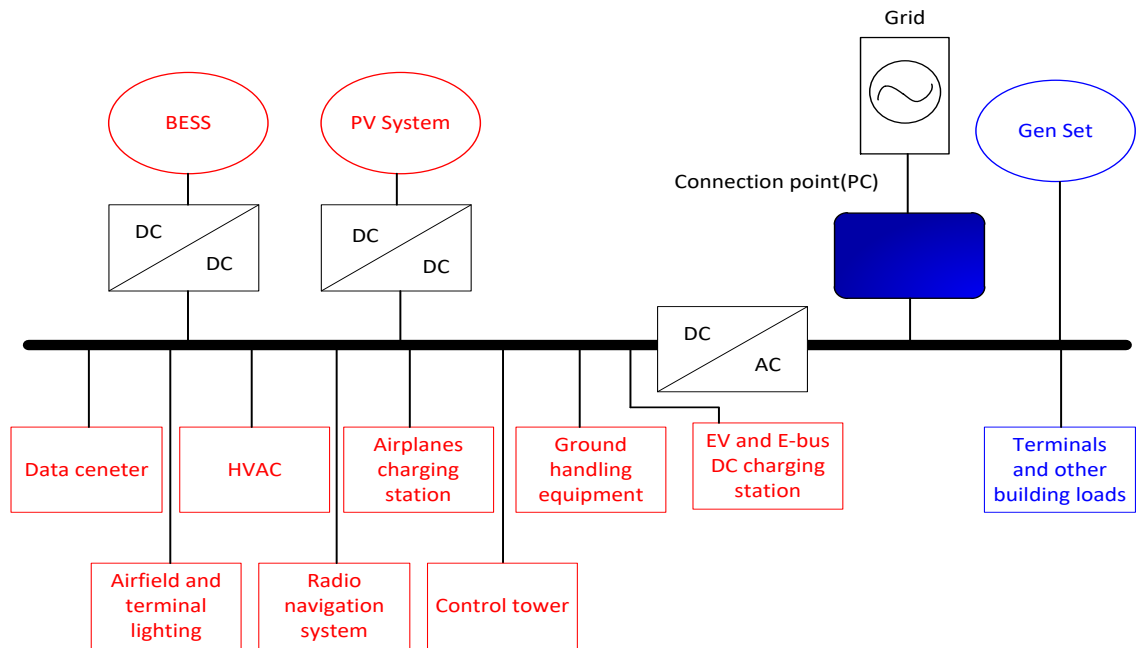 Grid
BESS
PV System
Gen Set
Connection point(PC)
DC
DC
DC
DC
DC
AC
Data ceneter
HVAC
Airplanes
charging
station
Ground
handling
equipment
EV and E-bus
DC charging
station
Terminals
and other
building loads
Airfield and
terminal
lighting
Radio
navigation
system
Control tower